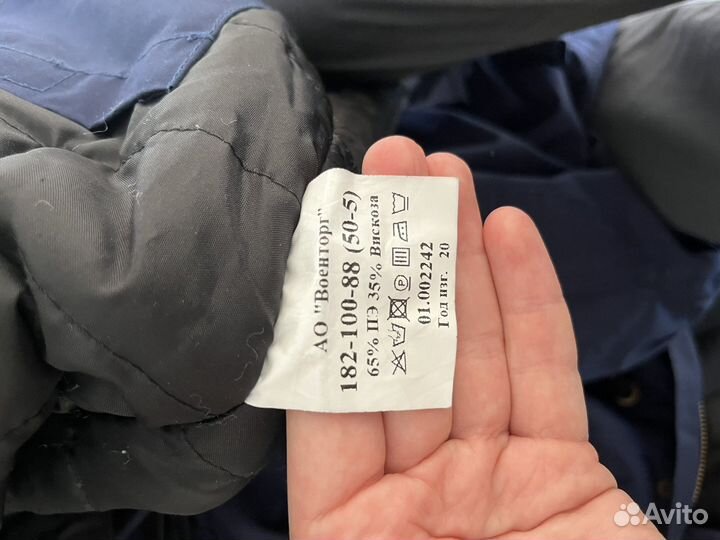 АО "Военторг"
182-100-88 (50-5)
65% ПЭ 35% Вискоза
01.002242
Год изг. 20
Avito